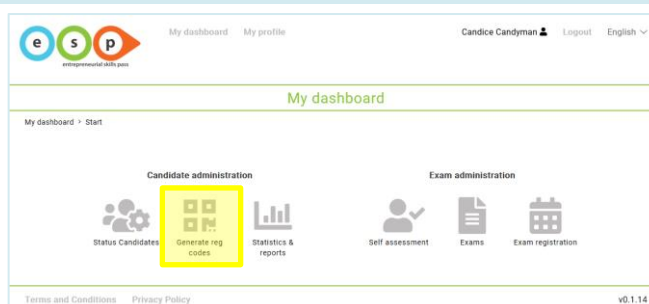 My dashboard My profile Candice Candyman Logout English
esp
entrepreneurial skills pass
My dashboard
My dashboard > Start
Candidate administration Exam administration
Status Candidates Generate reg codes Statistics & reports Self assessment Exams Exam registration
Terms and Conditions Privacy Policy v0.1.14